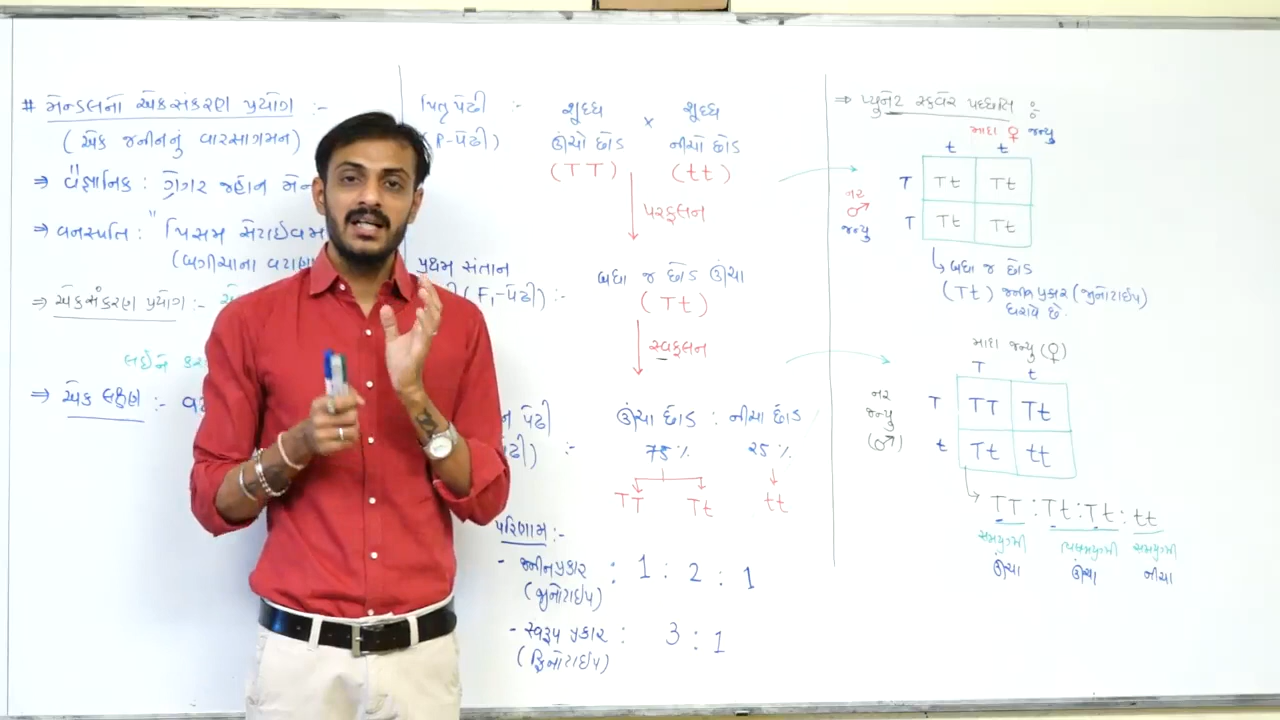 # મેન્ડલનો એકસંકરણ પ્રયોગ :-
(એક જનીનનું વારસાગમન)
⇒ વૈજ્ઞાનિક : ગ્રેગર જ્હોન
⇒ વનસ્પતિ : "પિસમ સેટાઈવમ
(બગીચાના
⇒ એકસંકરણ પ્રયોગ :-
લઈને
⇒ એક લક્ષણ :-
પિતૃ પેઢી :-
(P-પેઢી)
શુદ્ધ × શુદ્ધ
ઊંચો છોડ નીચો છોડ
(TT) (tt)
પરફલન
પ્રથમ સંતાન
(F₁-પેઢી) :-
બધા જ છોડ ઊંચા
(Tt)
સ્વફલન
પેઢી
:-
ઊંચા છોડ : નીચા છોડ
75 % 25 %
TT Tt tt
પરિણામ :-
- જનીનપ્રકાર : 1 : 2 : 1
(જીનોટાઈપ)
- સ્વરૂપ પ્રકાર : 3 : 1
(ફિનોટાઈપ)
⇒ પ્યુનેટ સ્કવેર પદ્ધતિ :
માદા ♀ જન્યુ
t t
T Tt Tt
નર
♂
જન્યુ
T Tt Tt
↳ બધા જ છોડ
(Tt) જનીન પ્રકાર (જીનોટાઈપ)
ધરાવે છે.
માદા જન્યુ (♀)
T t
નર
જન્યુ
(♂)
T TT Tt
t Tt tt
→ TT : Tt : Tt : tt
સમયુગ્મી વિષમયુગ્મી સમયુગ્મી
ઊંચા ઊંચા નીચા